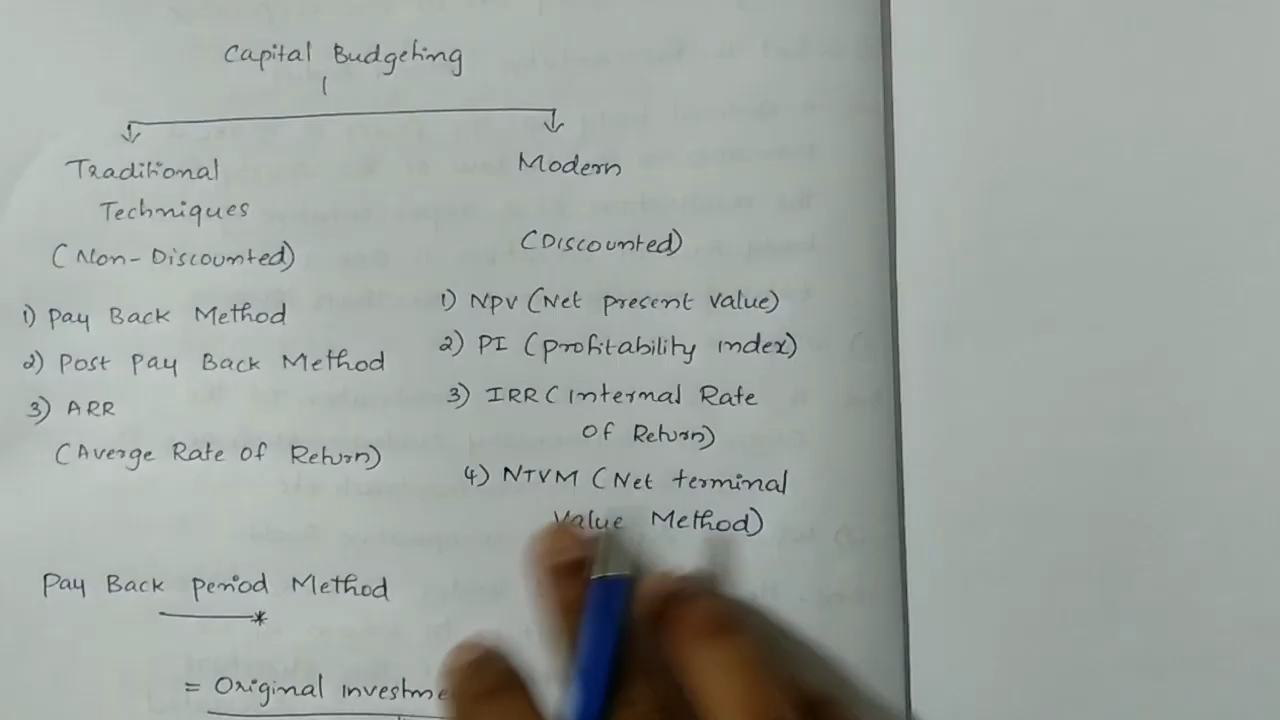 Capital Budgeting
Traditional
Techniques
(Non-Discounted)
1) Pay Back Method
2) Post Pay Back Method
3) ARR
(Averge Rate of Return)
Modern
(Discounted)
1) NPV (Net present value)
2) PI (profitability index)
3) IRR (internal Rate
of Return)
4) NTVM (Net terminal
Value Method)
Pay Back period Method
= Original